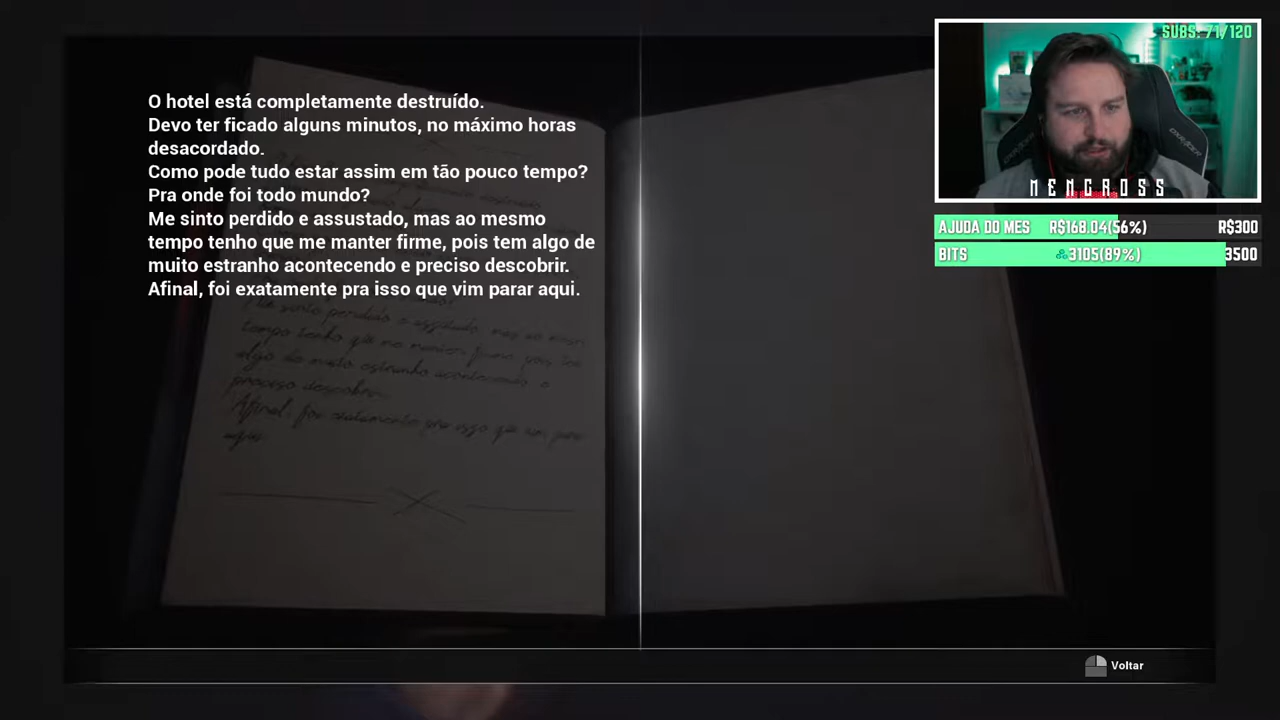 O hotel está completamente destruído.
Devo ter ficado alguns minutos, no máximo horas
desacordado.
Como pode tudo estar assim em tão pouco tempo?
Pra onde foi todo mundo?
Me sinto perdido e assustado, mas ao mesmo
tempo tenho que me manter firme, pois tem algo de
muito estranho acontecendo e preciso descobrir.
Afinal, foi exatamente pra isso que vim parar aqui.
SUBS: 71/120
MENCROSS
AJUDA DO MES R$168.04(56%) R$300
BITS 3105(89%) 3500
Voltar